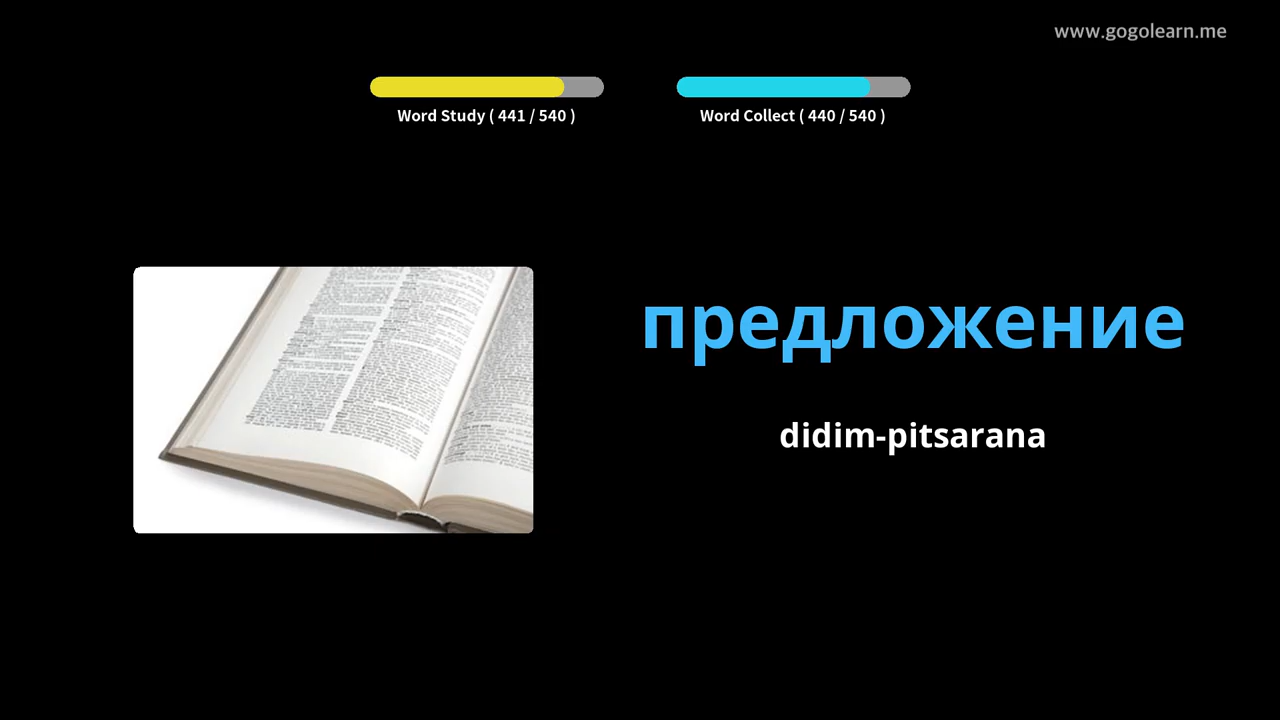 www.gogolearn.me
Word Study ( 441 / 540 )
Word Collect ( 440 / 540 )
предложение
didim-pitsarana